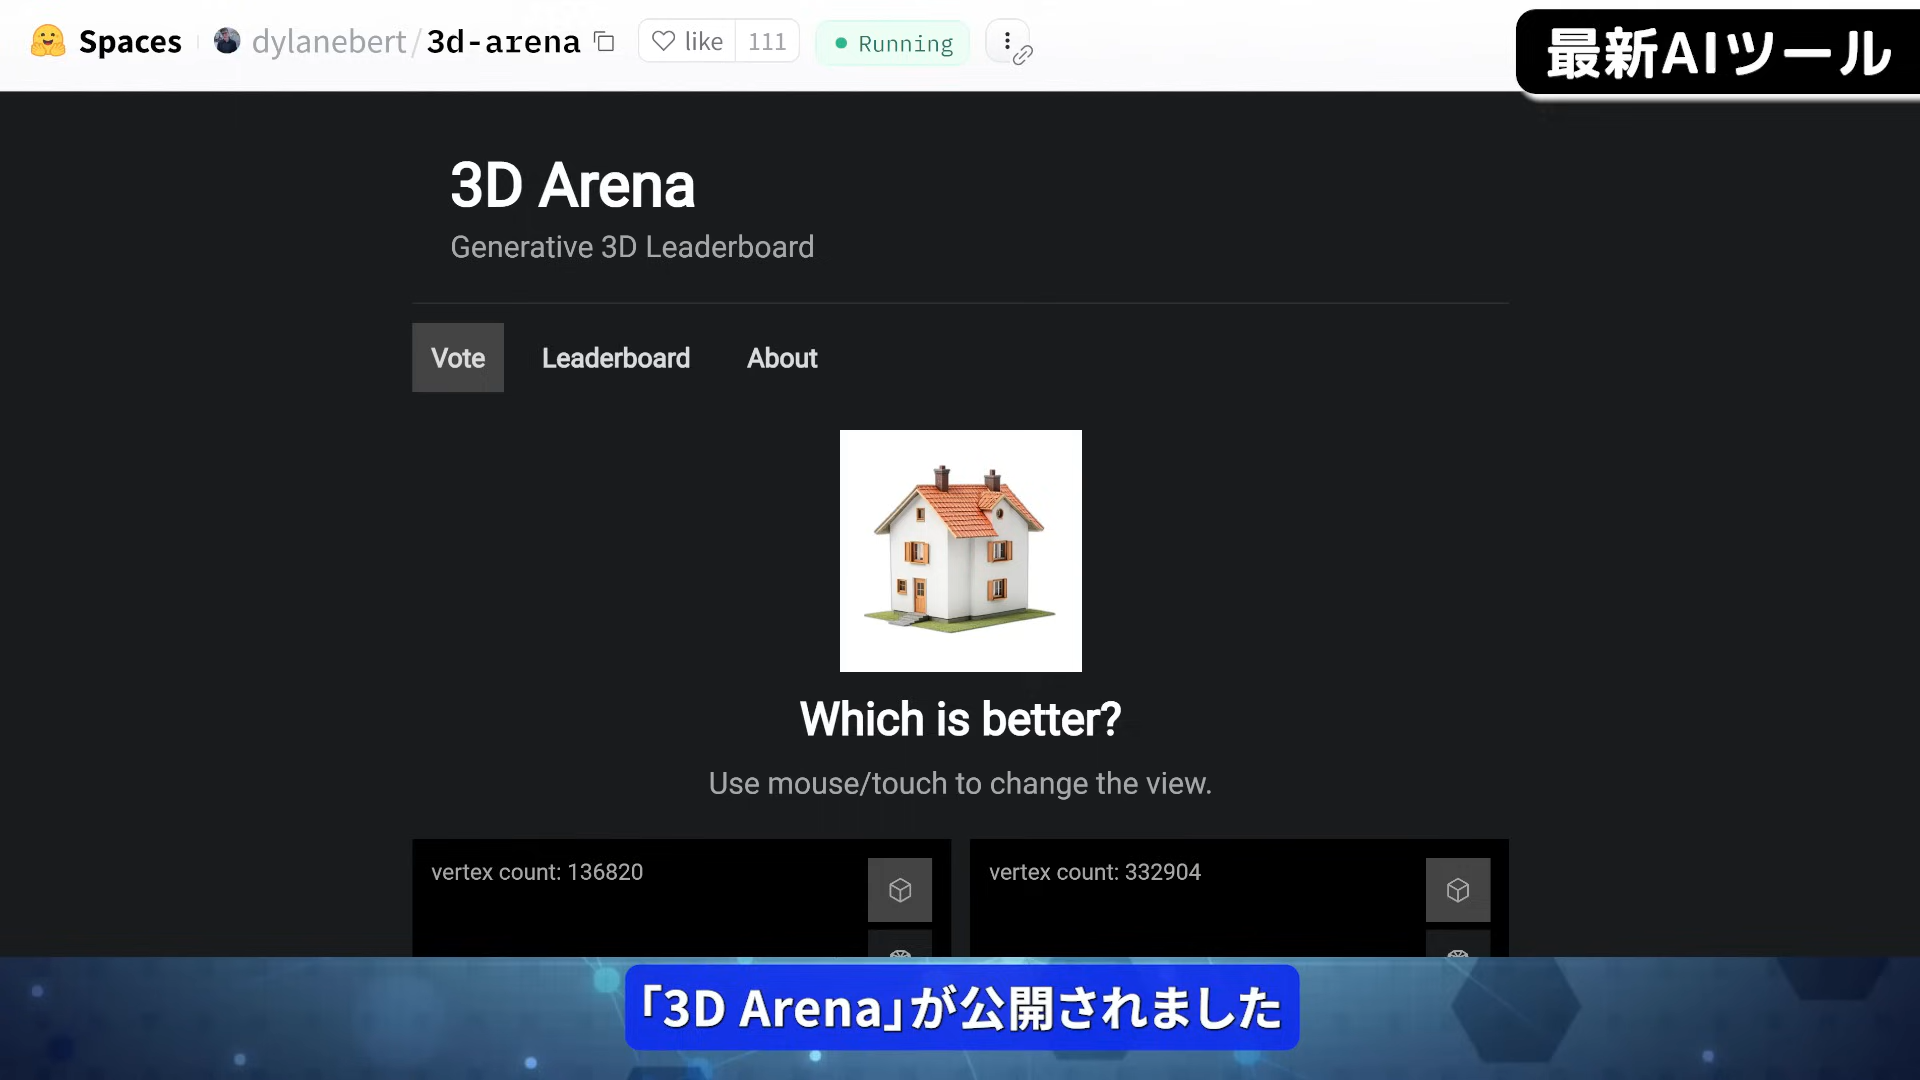 Spaces dylanebert/3d-arena like 111 Running
最新AIツール
3D Arena
Generative 3D Leaderboard
Vote Leaderboard About
Which is better?
Use mouse/touch to change the view.
vertex count: 136820
vertex count: 332904
「3D Arena」が公開されました